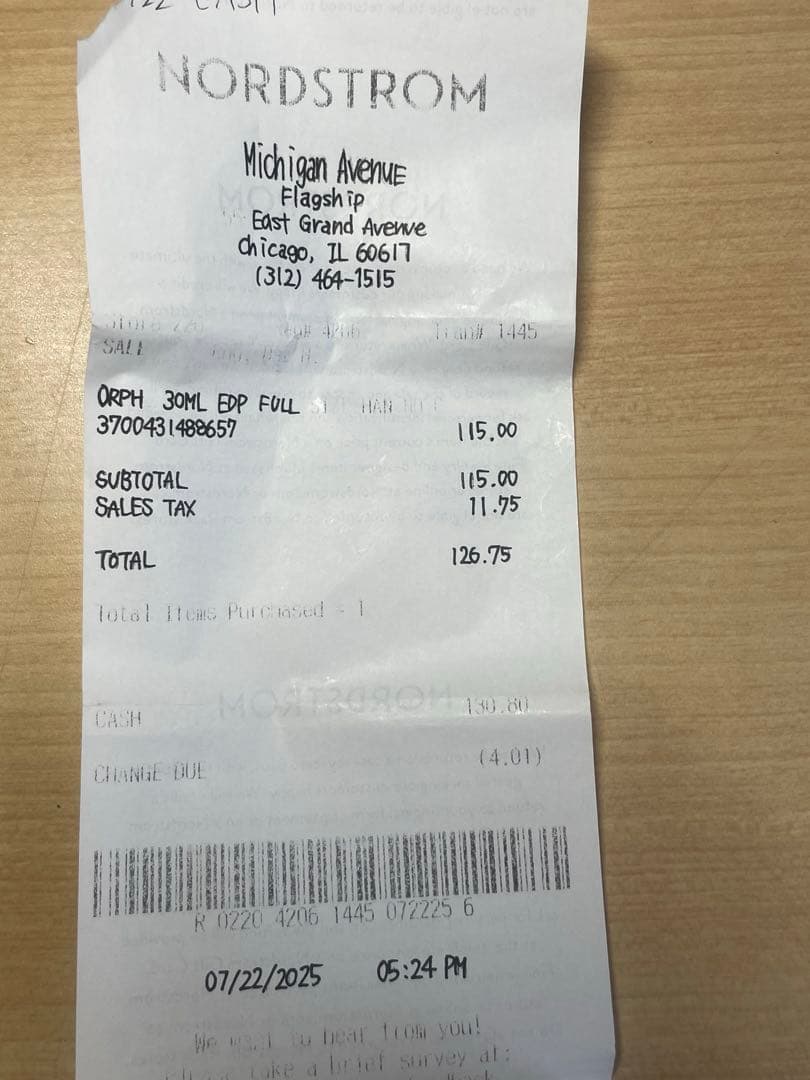 CASH
NORDSTROM
Michigan Avenue
Flagship
East Grand Avenue
Chicago, IL 60617
(312) 464-1515
Tran# 1445
SALE
ORPH 30ML EDP FULL
3700431488657 115.00
SUBTOTAL 115.00
SALES TAX 11.75
TOTAL 126.75
Total Items Purchased - 1
CASH 130.80
CHANGE DUE (4.01)
R 0220 4206 1445 072225 6
07/22/2025 05:24 PM
We want to hear from you!
take a brief survey at: